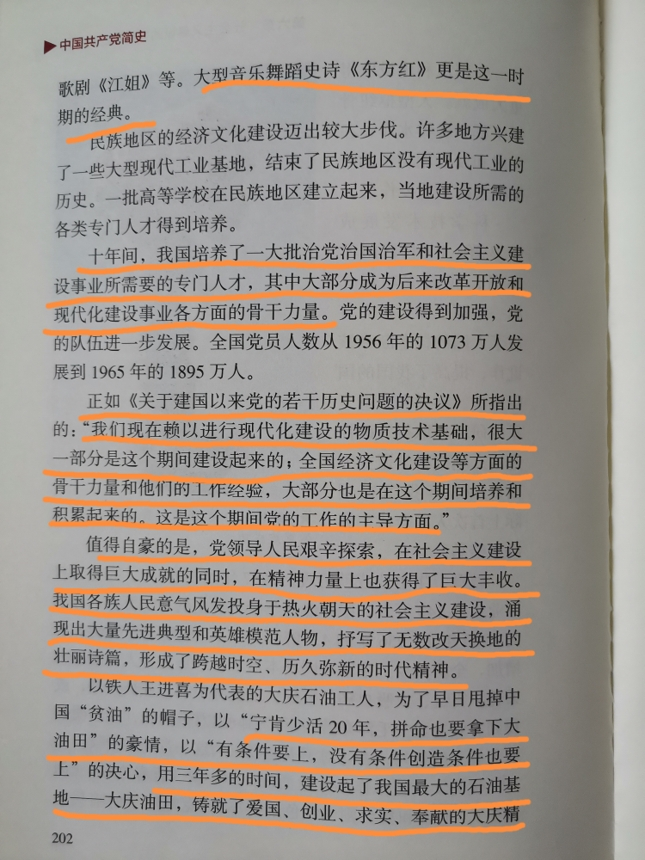 ▶中国共产党简史
歌剧《江姐》等。大型音乐舞蹈史诗《东方红》更是这一时
期的经典。
民族地区的经济文化建设迈出较大步伐。许多地方兴建
了一些大型现代工业基地，结束了民族地区没有现代工业的
历史。一批高等学校在民族地区建立起来，当地建设所需的
各类专门人才得到培养。
十年间，我国培养了一大批治党治国治军和社会主义建
设事业所需要的专门人才，其中大部分成为后来改革开放和
现代化建设事业各方面的骨干力量。党的建设得到加强，党
的队伍进一步发展。全国党员人数从 1956 年的 1073 万人发
展到 1965 年的 1895 万人。
正如《关于建国以来党的若干历史问题的决议》所指出
的：“我们现在赖以进行现代化建设的物质技术基础，很大
一部分是这个期间建设起来的；全国经济文化建设等方面的
骨干力量和他们的工作经验，大部分也是在这个期间培养和
积累起来的。这是这个期间党的工作的主导方面。”
值得自豪的是，党领导人民艰辛探索，在社会主义建设
上取得巨大成就的同时，在精神力量上也获得了巨大丰收。
我国各族人民意气风发投身于热火朝天的社会主义建设，涌
现出大量先进典型和英雄模范人物，抒写了无数改天换地的
壮丽诗篇，形成了跨越时空、历久弥新的时代精神。
以铁人王进喜为代表的大庆石油工人，为了早日甩掉中
国“贫油”的帽子，以“宁肯少活 20 年，拼命也要拿下大
油田”的豪情，以“有条件要上，没有条件创造条件也要
上”的决心，用三年多的时间，建设起了我国最大的石油基
地——大庆油田，铸就了爱国、创业、求实、奉献的大庆精
202